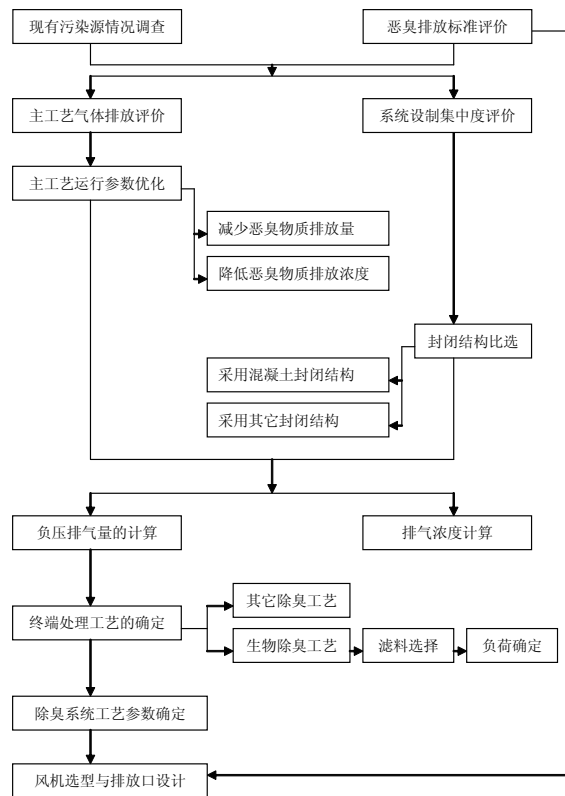 现有污染源情况调查
恶臭排放标准评价
主工艺气体排放评价
系统设制集中度评价
主工艺运行参数优化
减少恶臭物质排放量
降低恶臭物质排放浓度
封闭结构比选
采用混凝土封闭结构
采用其它封闭结构
负压排气量的计算
排气浓度计算
其它除臭工艺
终端处理工艺的确定
生物除臭工艺
滤料选择
负荷确定
除臭系统工艺参数确定
风机选型与排放口设计